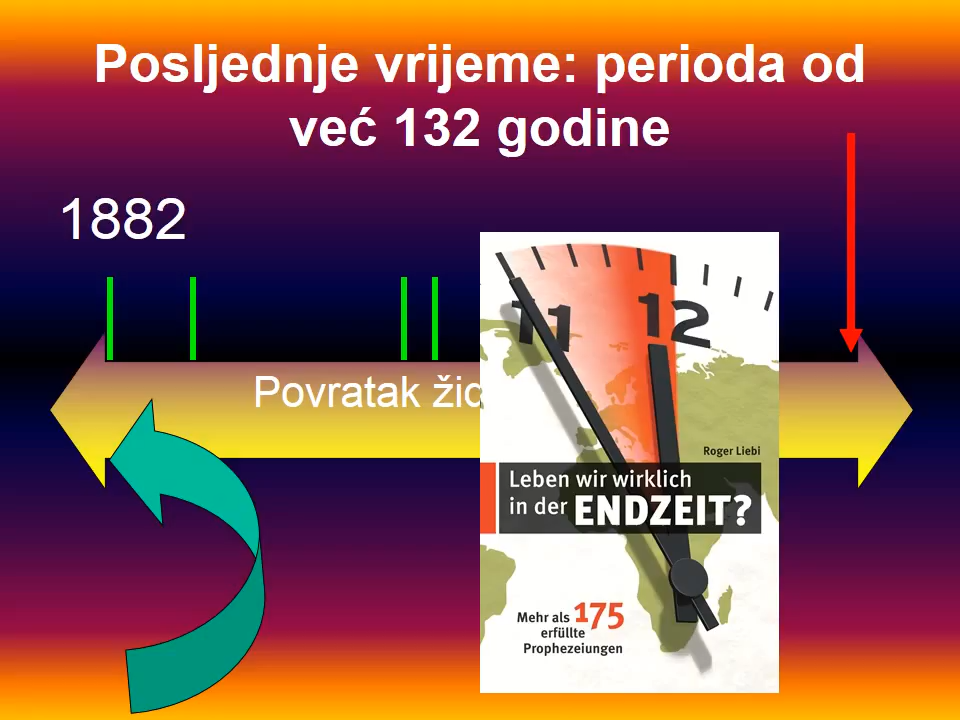 Posljednje vrijeme: perioda od
već 132 godine
1882
11
12
Povratak
Roger Liebi
Leben wir wirklich
in der ENDZEIT?
Mehr als 175
erfüllte
Prophezeiungen